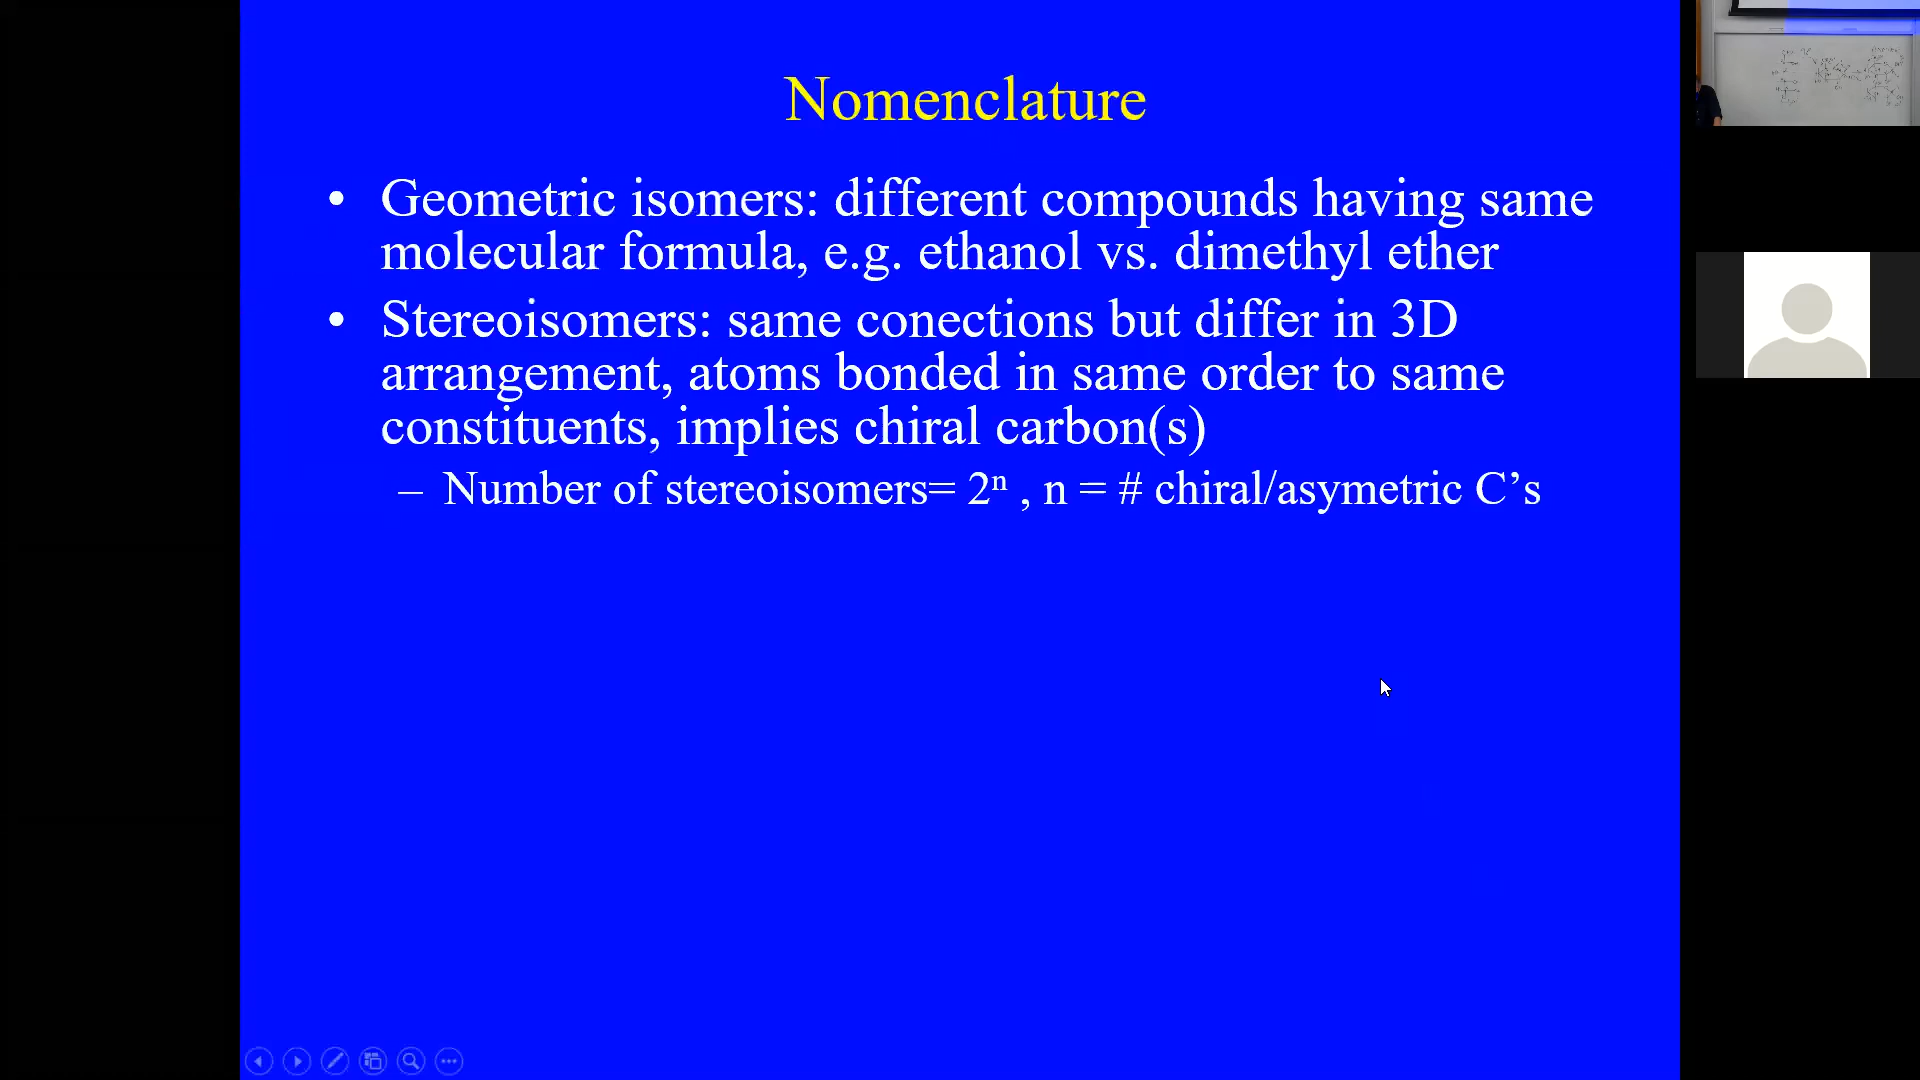 Nomenclature
• Geometric isomers: different compounds having same
molecular formula, e.g. ethanol vs. dimethyl ether
• Stereoisomers: same conections but differ in 3D
arrangement, atoms bonded in same order to same
constituents, implies chiral carbon(s)
– Number of stereoisomers= 2ⁿ , n = # chiral/asymetric C’s